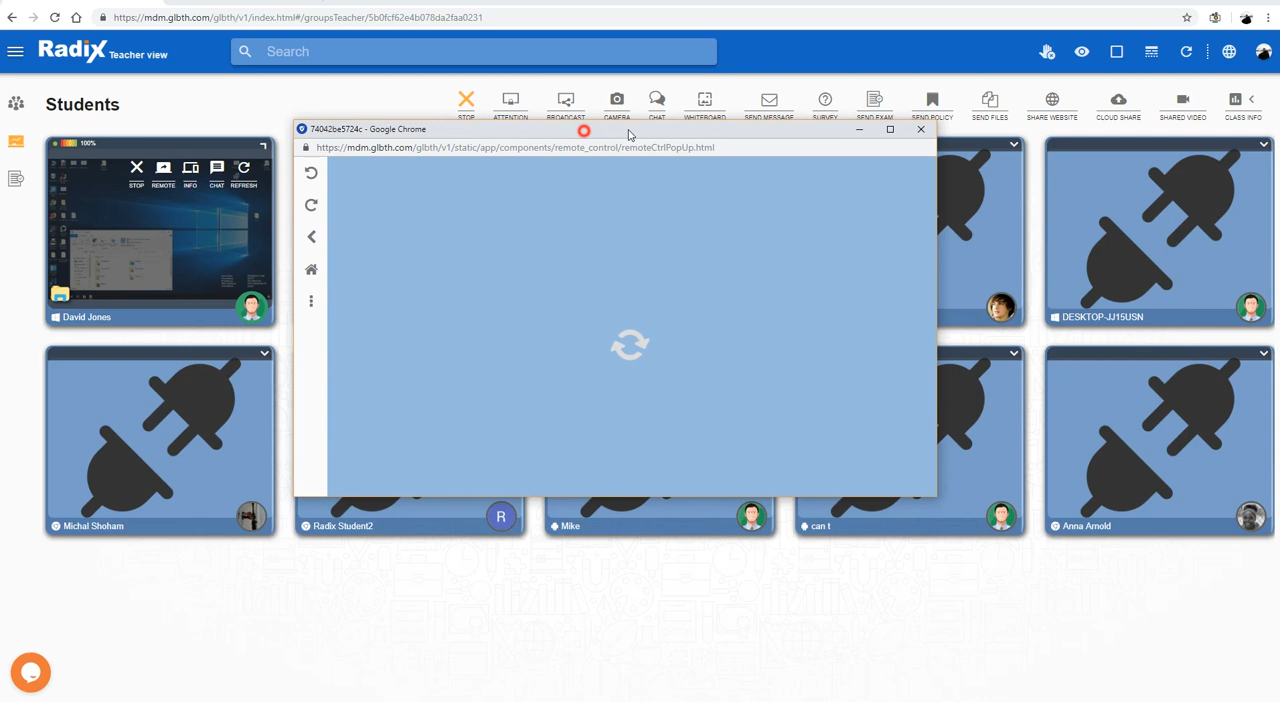 https://mdm.glbth.com/glbth/v1/index.html#/groupsTeacher/5b0fcf62e4b078da2faa0231
RadiX Teacher view
Search
Students
STOP
ATTENTION
BROADCAST
CAMERA
CHAT
WHITEBOARD
SEND MESSAGE
SURVEY
SEND EXAM
SEND POLICY
SEND FILES
SHARE WEBSITE
CLOUD SHARE
SHARED VIDEO
CLASS INFO
74042be5724c - Google Chrome
https://mdm.glbth.com/glbth/v1/static/app/components/remote_control/remoteCtrlPopUp.html
100%
STOP REMOTE INFO CHAT REFRESH
David Jones
DESKTOP-JJ15USN
Michal Shoham
Radix Student2
R
Mike
can t
Anna Arnold